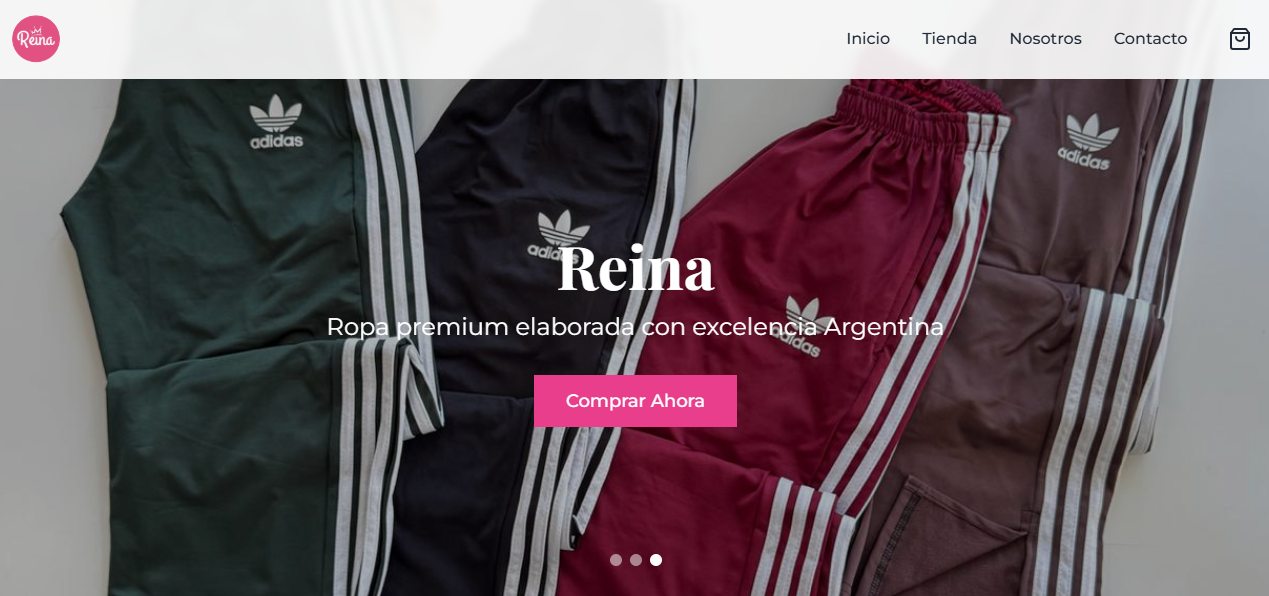 Reina
Inicio
Tienda
Nosotros
Contacto
adidas
adidas
adidas
Reina
Ropa premium elaborada con excelencia Argentina
adidas
Comprar Ahora